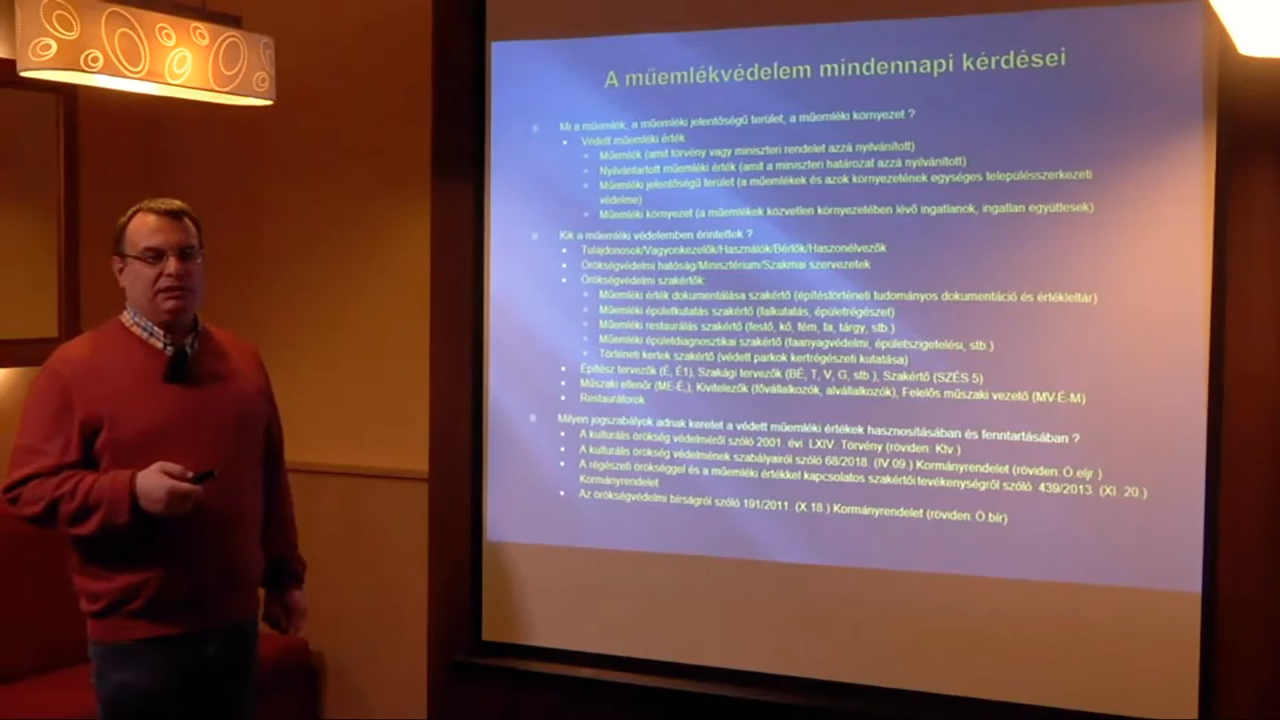 A műemlékvédelem mindennapi kérdései
Mi a műemlék, a műemléki jelentőségű terület, a műemléki környezet ?
Védett műemléki érték
Műemlék (amit törvény vagy miniszteri rendelet azzá nyilvánított)
Nyilvántartott műemléki érték (amit a miniszteri határozat azzá nyilvánított)
Műemléki jelentőségű terület (a műemlékek és azok környezetének egységes településszerkezeti
védelme)
Műemléki környezet (a műemlékek közvetlen környezetében lévő ingatlanok, ingatlan együttesek)
Kik a műemléki védelemben érintettek ?
Tulajdonosok/Vagyonkezelők/Használók/Bérlők/Haszonélvezők
Örökségvédelmi hatóság/Minisztérium/Szakmai szervezetek
Örökségvédelmi szakértők:
Műemléki érték dokumentálása szakértő (építéstörténeti tudományos dokumentáció és értékleltár)
Műemléki épületkutatás szakértő (falkutatás, épületrégészet)
Műemléki restaurálás szakértő (festő, kő, fém, fa, tárgy, stb.)
Műemléki épületdiagnosztikai szakértő (faanyagvédelmi, épületszigetelési, stb.)
Történeti kertek szakértő (védett parkok kertrégészeti kutatása)
Építész tervezők (É, É1), Szakági tervezők (BÉ, T, V, G, stb.), Szakértő (SZÉS 5)
Műszaki ellenőr (ME-É,), Kivitelezők (fővállalkozók, alvállalkozók), Felelős műszaki vezető (MV-É-M)
Restaurátorok
Milyen jogszabályok adnak keretet a védett műemléki értékek hasznosításában és fenntartásában ?
A kulturális örökség védelméről szóló 2001. évi LXIV. Törvény (röviden: Ktv.)
A kulturális örökség védelmének szabályairól szóló 68/2018. (IV.09.) Kormányrendelet (röviden: Ö.eljr.)
A régészeti örökséggel és a műemléki értékkel kapcsolatos szakértői tevékenységről szóló 439/2013. (XI. 20.)
Kormányrendelet
Az örökségvédelmi bírságról szóló 191/2011. (X.18.) Kormányrendelet (röviden: Ö.bír)